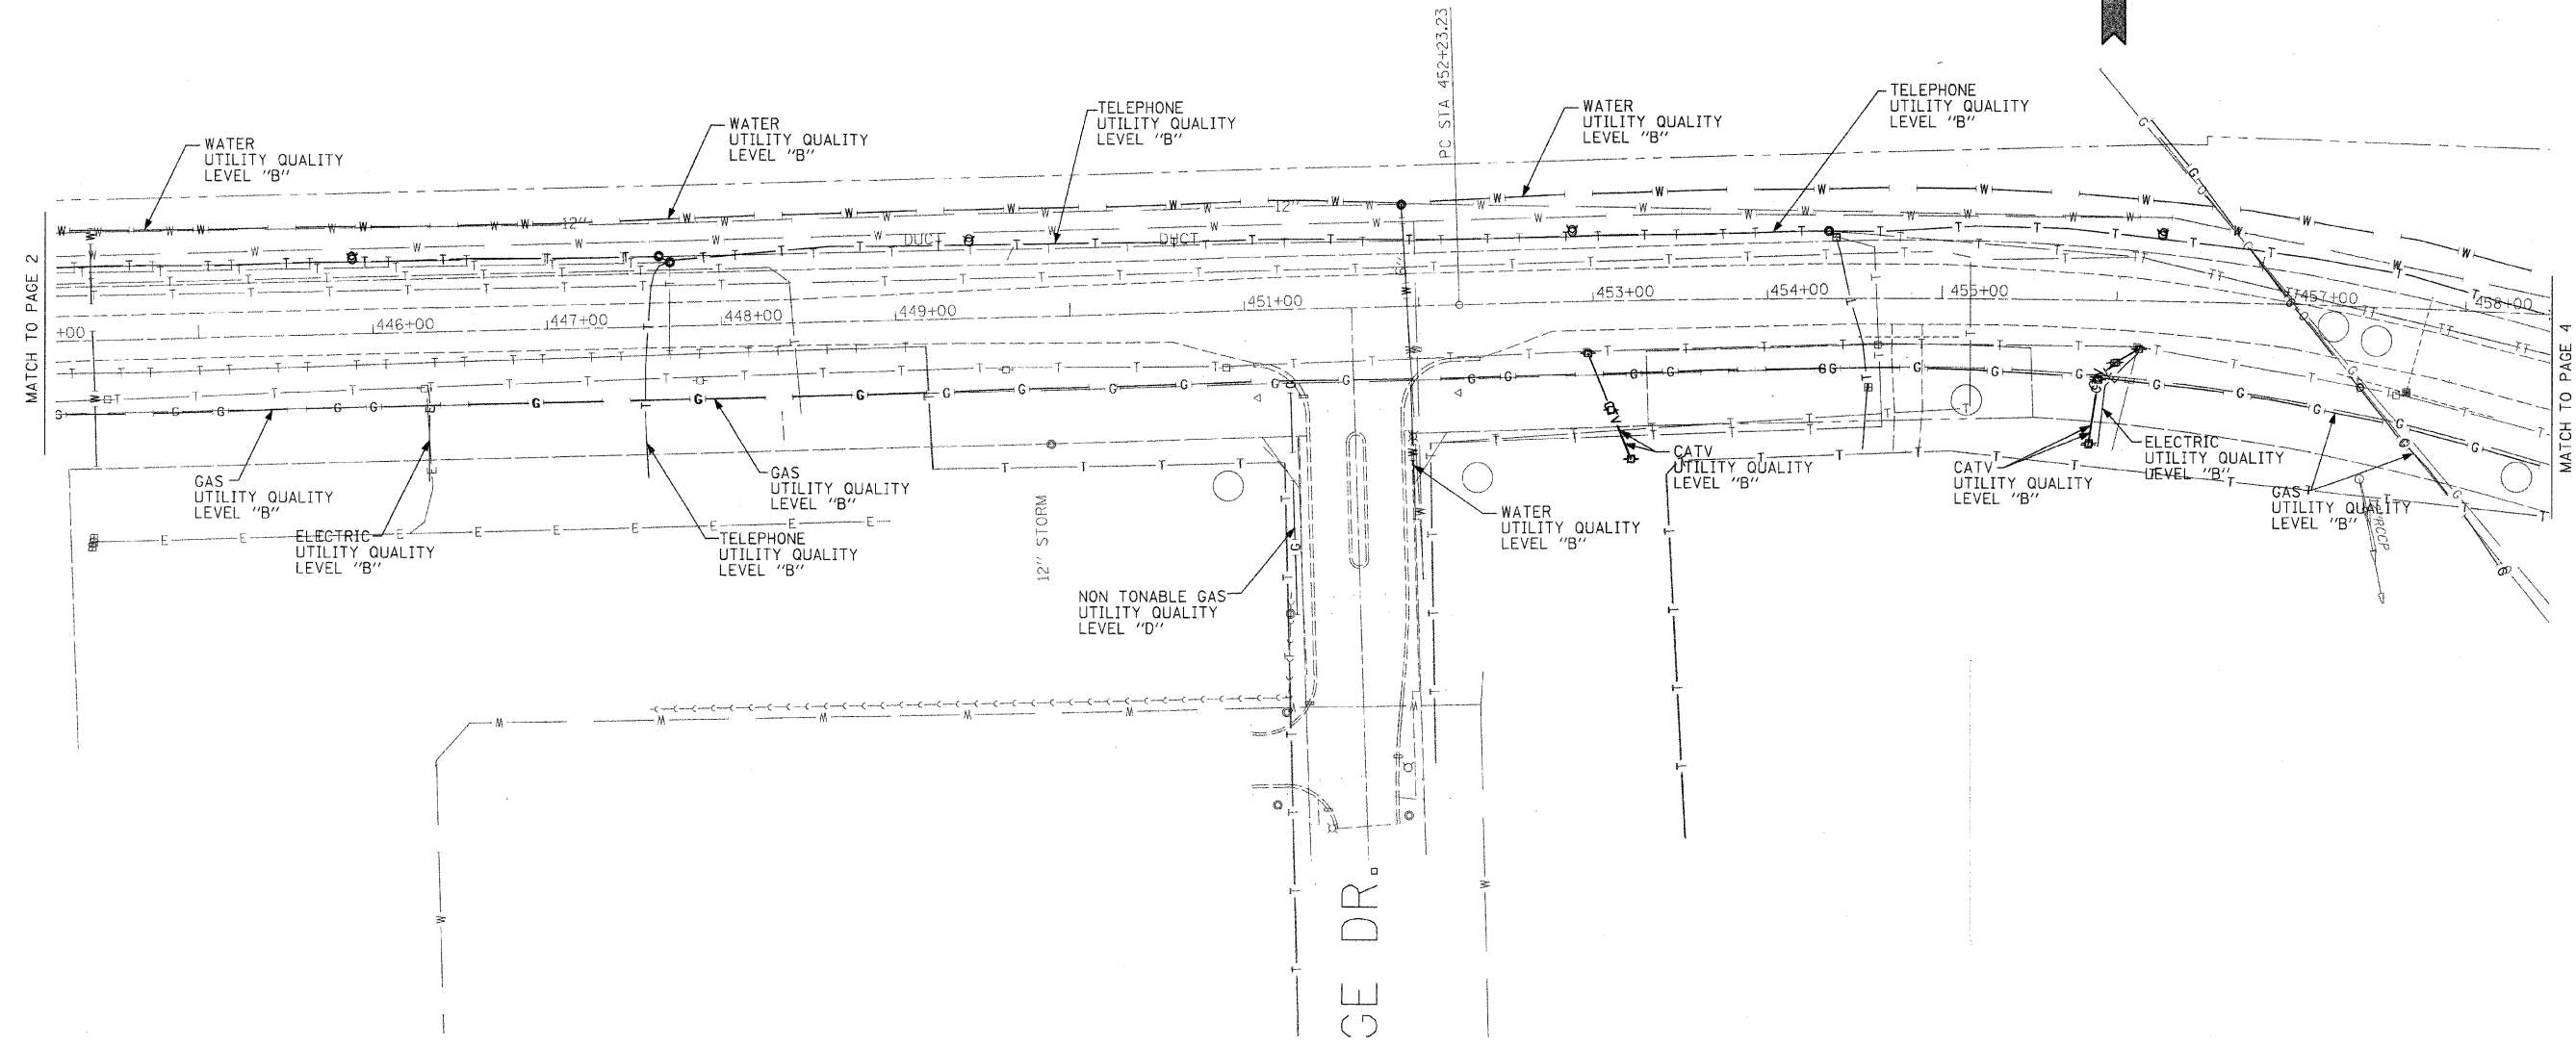 PC STA 452+23.23
WATER
UTILITY QUALITY
LEVEL "B"
WATER
UTILITY QUALITY
LEVEL "B"
TELEPHONE
UTILITY QUALITY
LEVEL "B"
WATER
UTILITY QUALITY
LEVEL "B"
TELEPHONE
UTILITY QUALITY
LEVEL "B"
12"
12"
DUCT
DUCT
MATCH TO PAGE 2
+00
446+00
447+00
448+00
449+00
451+00
453+00
454+00
455+00
457+00
458+00
MATCH TO PAGE 4
GAS
UTILITY QUALITY
LEVEL "B"
ELECTRIC
UTILITY QUALITY
LEVEL "B"
TELEPHONE
UTILITY QUALITY
LEVEL "B"
GAS
UTILITY QUALITY
LEVEL "B"
12" STORM
NON TONABLE GAS
UTILITY QUALITY
LEVEL "D"
WATER
UTILITY QUALITY
LEVEL "B"
CATV
UTILITY QUALITY
LEVEL "B"
CATV
UTILITY QUALITY
LEVEL "B"
ELECTRIC
UTILITY QUALITY
LEVEL "B"
GAS
UTILITY QUALITY
LEVEL "B"
GE DR.